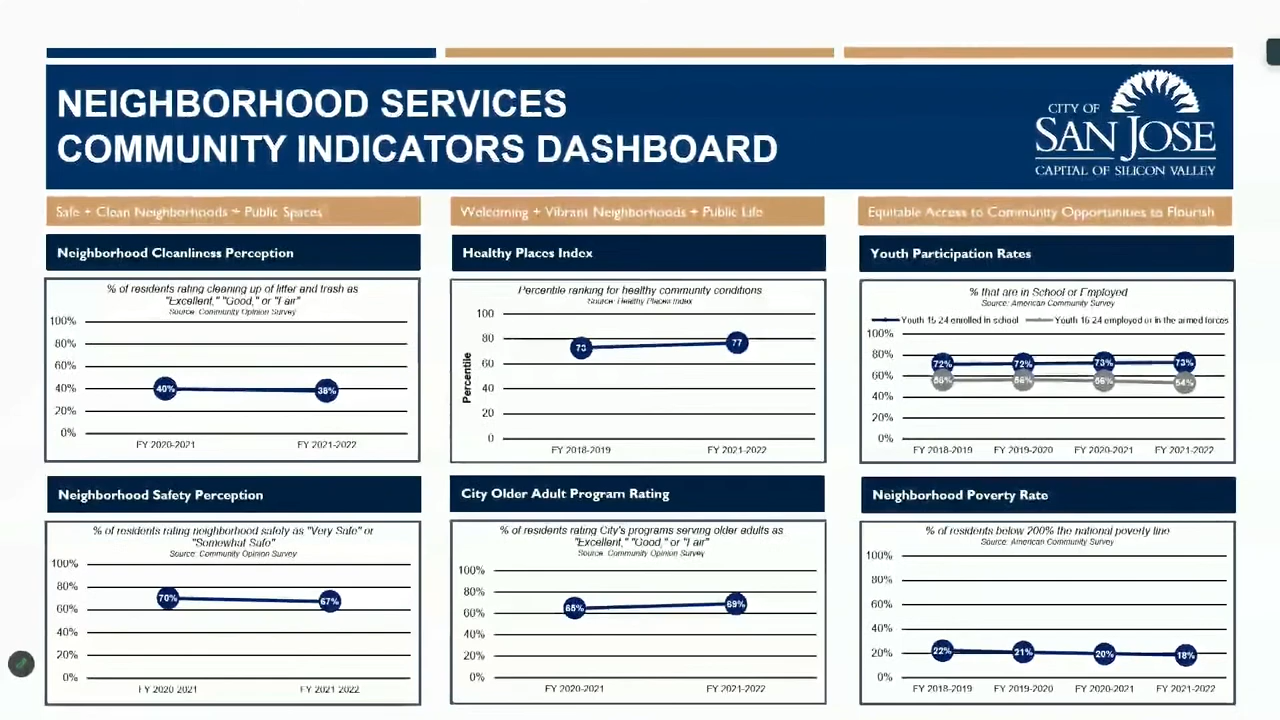 NEIGHBORHOOD SERVICES
COMMUNITY INDICATORS DASHBOARD
CITY OF
SAN JOSE
CAPITAL OF SILICON VALLEY
Safe + Clean Neighborhoods + Public Spaces
Neighborhood Cleanliness Perception
% of residents rating cleaning up of litter and trash as
"Excellent," "Good," or "Fair"
Source: Community Opinion Survey
100%
80%
60%
40%
20%
0%
40%
38%
FY 2020-2021
FY 2021-2022
Neighborhood Safety Perception
% of residents rating neighborhood safely as "Very Safe" or
"Somewhat Safe"
Source: Community Opinion Survey
100%
80%
60%
40%
20%
0%
70%
67%
FY 2020-2021
FY 2021-2022
Welcoming + Vibrant Neighborhoods + Public Life
Healthy Places Index
Percentile ranking for healthy community conditions
Source: Healthy Places Index
Percentile
100
80
60
40
20
0
73
77
FY 2018-2019
FY 2021-2022
City Older Adult Program Rating
% of residents rating City's programs serving older adults as
"Excellent," "Good," or "Fair"
Source: Community Opinion Survey
100%
80%
60%
40%
20%
0%
65%
69%
FY 2020-2021
FY 2021-2022
Equitable Access to Community Opportunities to Flourish
Youth Participation Rates
% that are in School or Employed
Source: American Community Survey
Youth 15-24 enrolled in school
Youth 16-24 employed or in the armed forces
100%
80%
60%
40%
20%
0%
72%
72%
73%
73%
56%
54%
FY 2018-2019
FY 2019-2020
FY 2020-2021
FY 2021-2022
Neighborhood Poverty Rate
% of residents below 200% the national poverty line
Source: American Community Survey
100%
80%
60%
40%
20%
0%
22%
21%
20%
18%
FY 2018-2019
FY 2019-2020
FY 2020-2021
FY 2021-2022